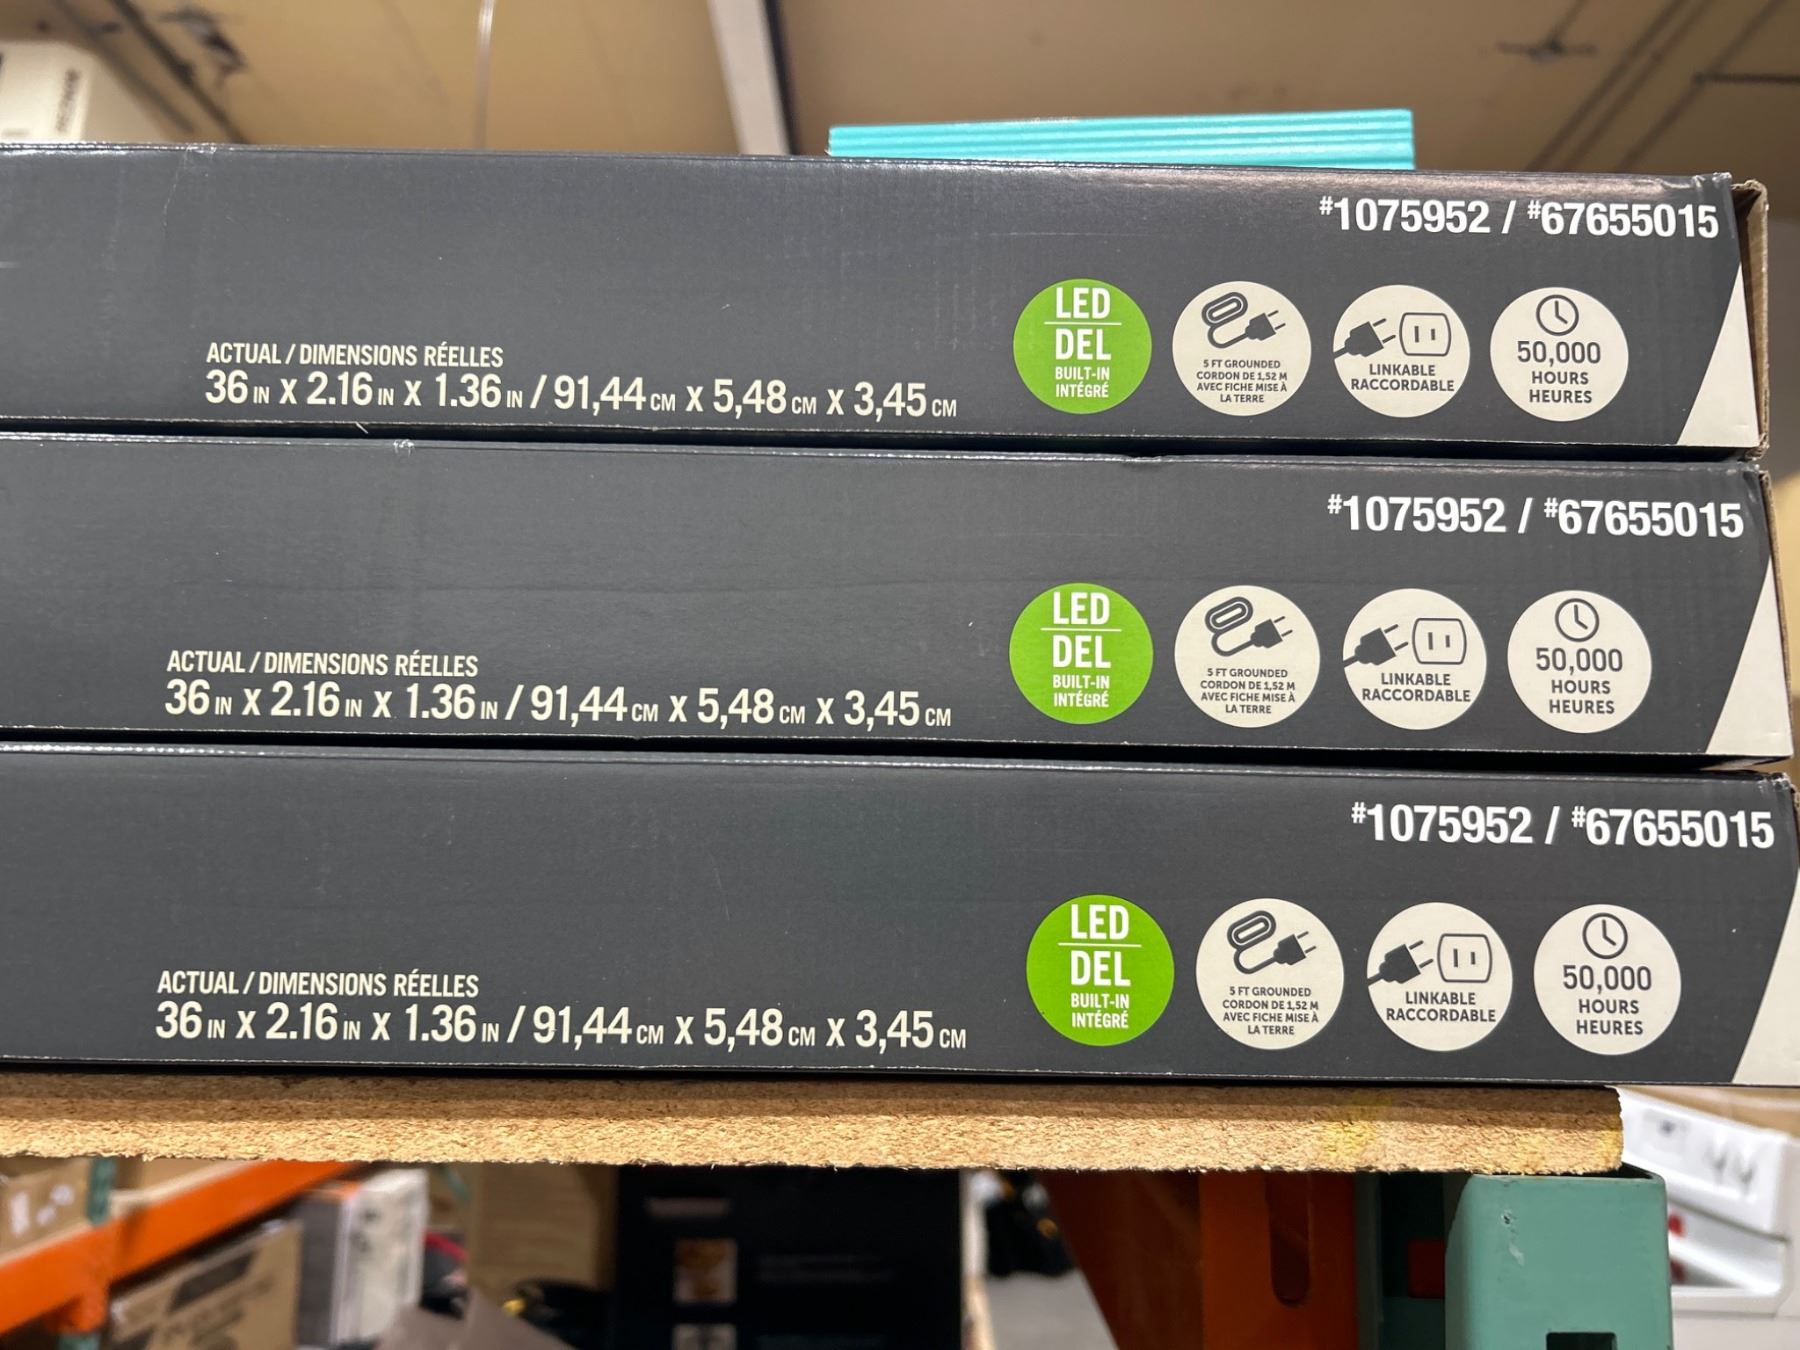 #1075952 / #67655015
ACTUAL / DIMENSIONS RÉELLES
36 IN X 2.16 IN X 1.36 IN / 91,44 CM X 5,48 CM X 3,45 CM
LED
DEL
BUILT-IN
INTÉGRÉ
5 FT GROUNDED
CORDON DE 1,52 M
AVEC FICHE MISE À
LA TERRE
LINKABLE
RACCORDABLE
50,000
HOURS
HEURES
#1075952 / #67655015
ACTUAL / DIMENSIONS RÉELLES
36 IN X 2.16 IN X 1.36 IN / 91,44 CM X 5,48 CM X 3,45 CM
LED
DEL
BUILT-IN
INTÉGRÉ
5 FT GROUNDED
CORDON DE 1,52 M
AVEC FICHE MISE À
LA TERRE
LINKABLE
RACCORDABLE
50,000
HOURS
HEURES
#1075952 / #67655015
ACTUAL / DIMENSIONS RÉELLES
36 IN X 2.16 IN X 1.36 IN / 91,44 CM X 5,48 CM X 3,45 CM
LED
DEL
BUILT-IN
INTÉGRÉ
5 FT GROUNDED
CORDON DE 1,52 M
AVEC FICHE MISE À
LA TERRE
LINKABLE
RACCORDABLE
50,000
HOURS
HEURES